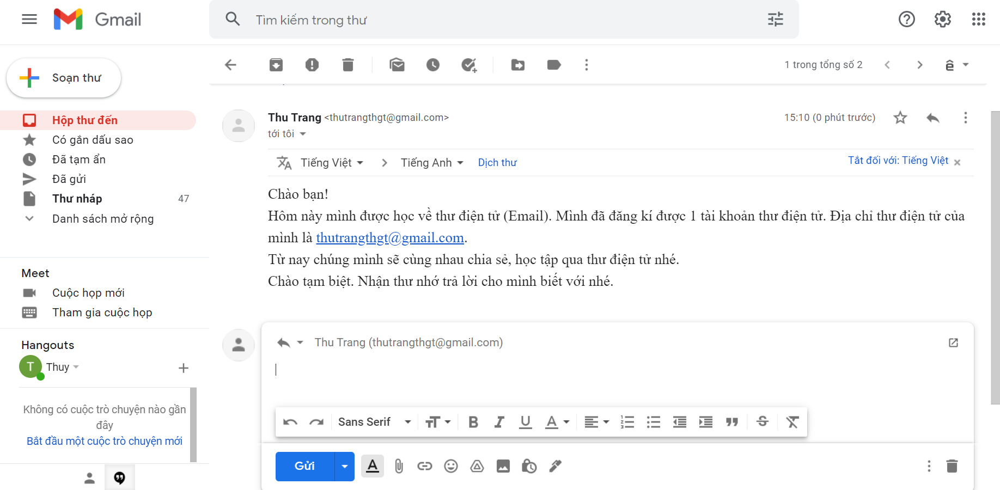 Gmail
Tìm kiếm trong thư
Soạn thư
1 trong tổng số 2
ê
Hộp thư đến
Có gắn dấu sao
Đã tạm ẩn
Đã gửi
Thư nháp 47
Danh sách mở rộng
Meet
Cuộc họp mới
Tham gia cuộc họp
Hangouts
T Thuy
Không có cuộc trò chuyện nào gần
đây
Bắt đầu một cuộc trò chuyện mới
Thu Trang <thutrangthgt@gmail.com> 15:10 (0 phút trước)
tới tôi
Tiếng Việt Tiếng Anh Dịch thư Tắt đối với: Tiếng Việt
Chào bạn!
Hôm này mình được học về thư điện tử (Email). Mình đã đăng kí được 1 tài khoản thư điện tử. Địa chỉ thư điện tử của
mình là thutrangthgt@gmail.com.
Từ nay chúng mình sẽ cùng nhau chia sẻ, học tập qua thư điện tử nhé.
Chào tạm biệt. Nhận thư nhớ trả lời cho mình biết với nhé.
Thu Trang (thutrangthgt@gmail.com)
Sans Serif
Gửi